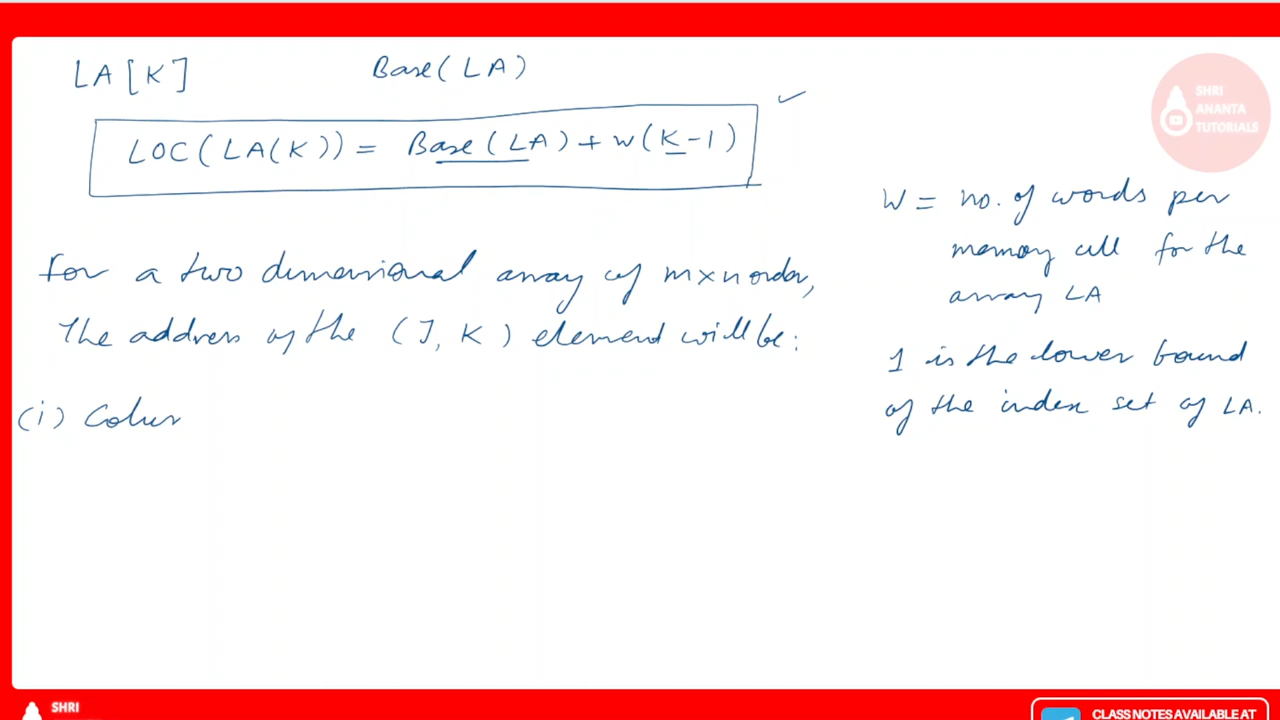 LA[K] Base(LA)
LOC(LA(K)) = Base(LA) + w(K-1)
W = no. of words per
memory cell for the
array LA
1 is the lower bound
of the index set of LA.
For a two dimensional array of m×n order,
The address of the (J, K) element will be:
(i) Colum
SHRI
ANANTA
TUTORIALS
SHRI
CLASS NOTES AVAILABLE AT